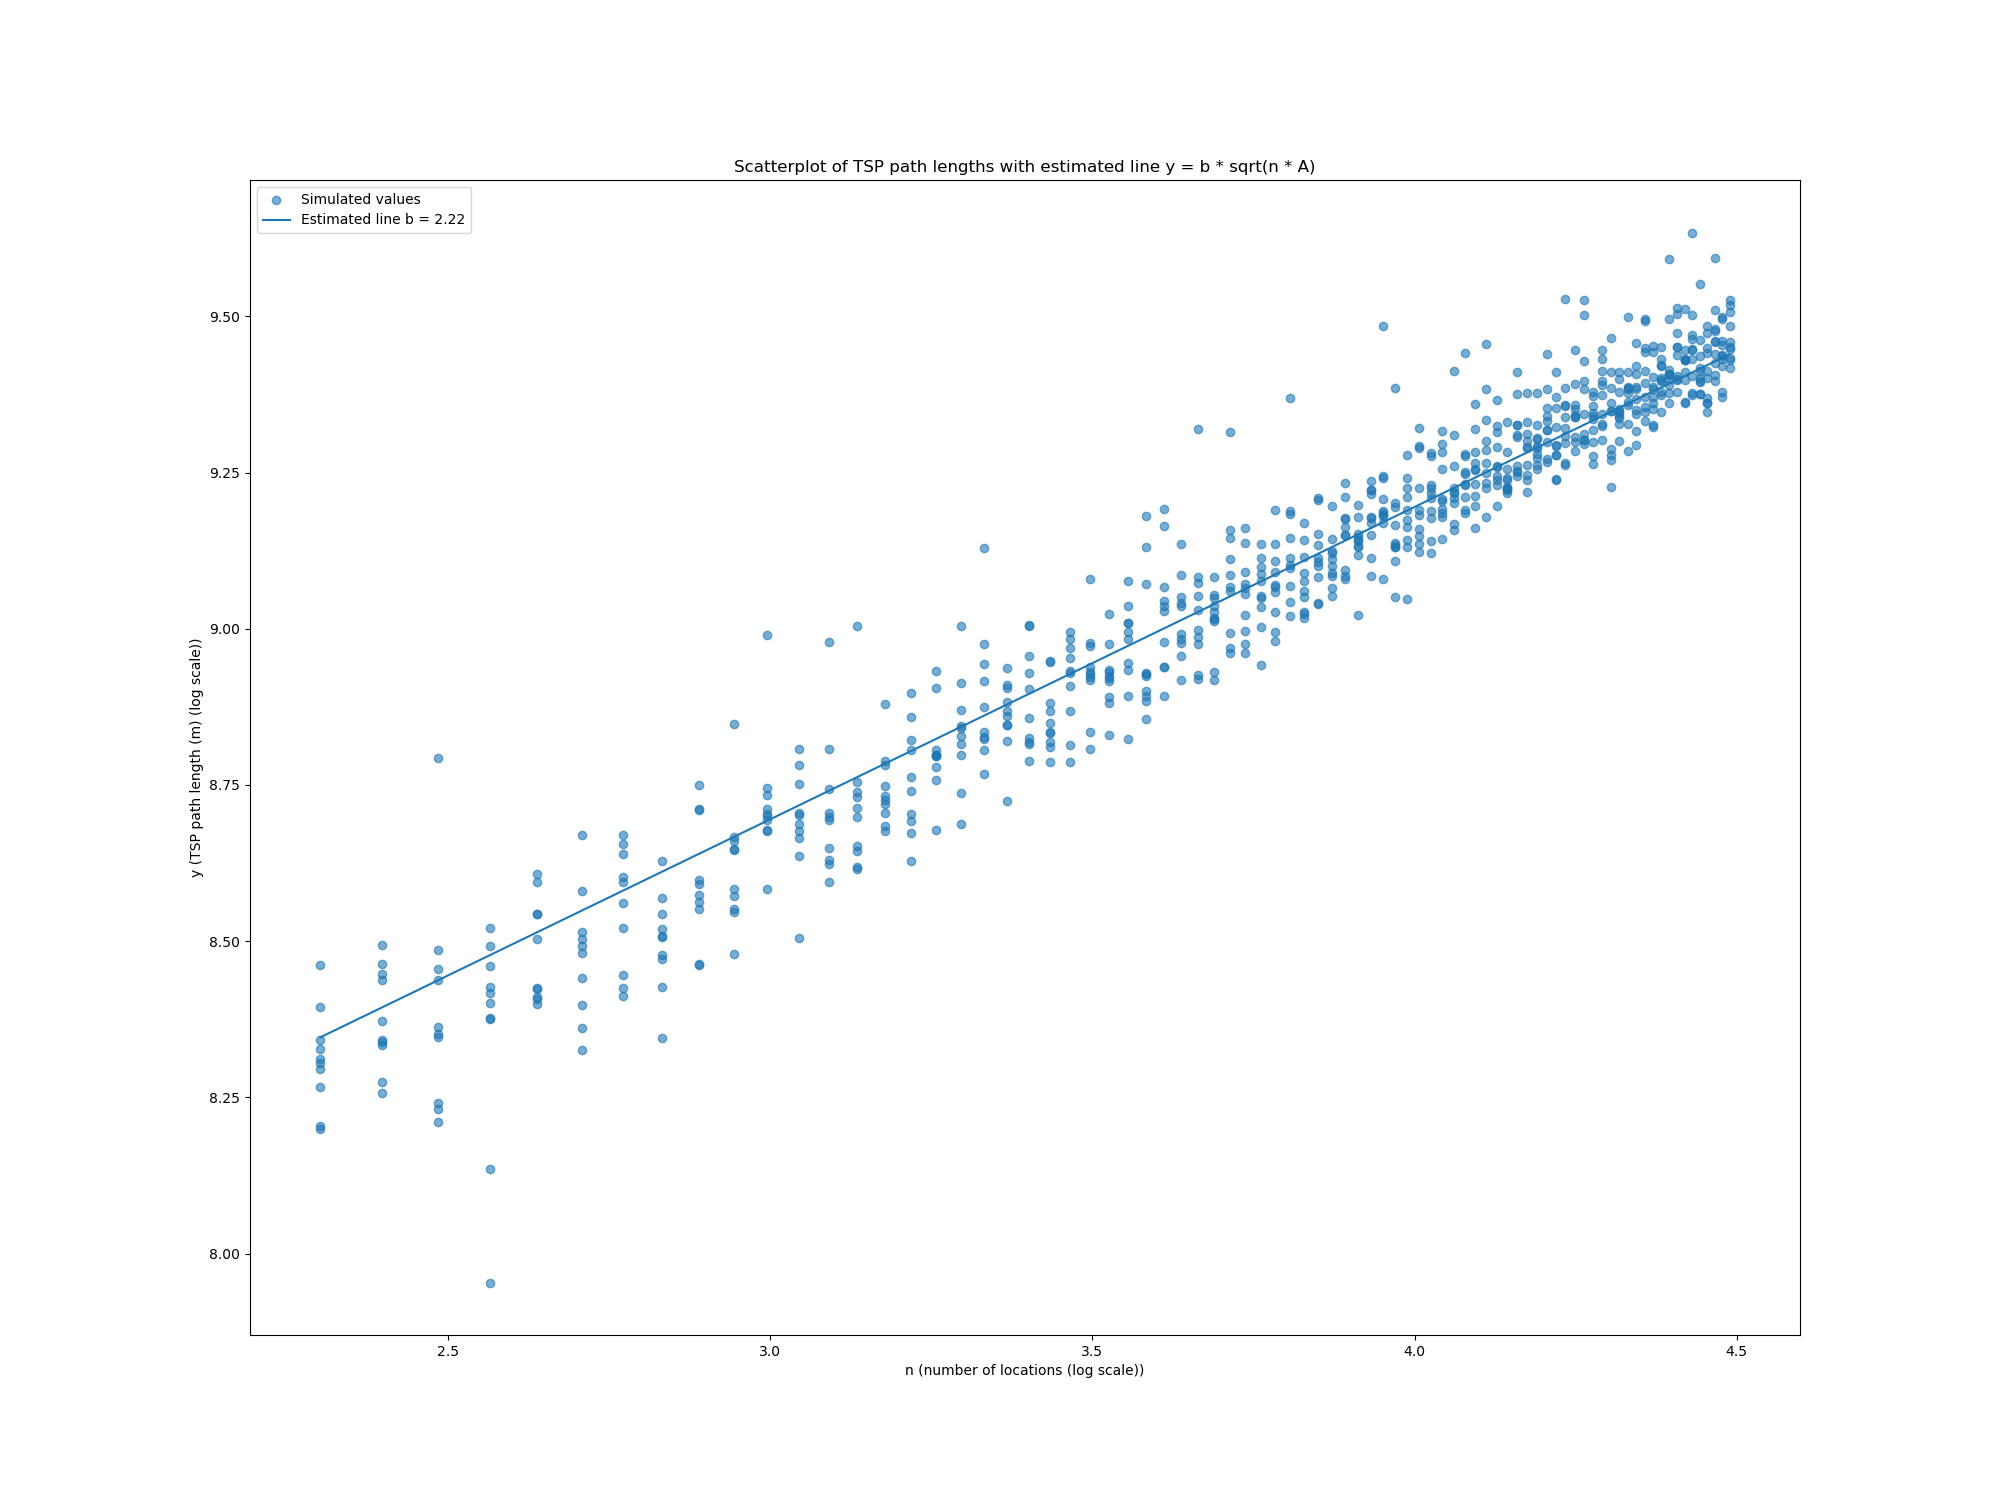 Scatterplot of TSP path lengths with estimated line y = b * sqrt(n * A)
Simulated values
Estimated line b = 2.22
y (TSP path length (m) (log scale))
9.50
9.25
9.00
8.75
8.50
8.25
8.00
2.5 3.0 3.5 4.0 4.5
n (number of locations (log scale))